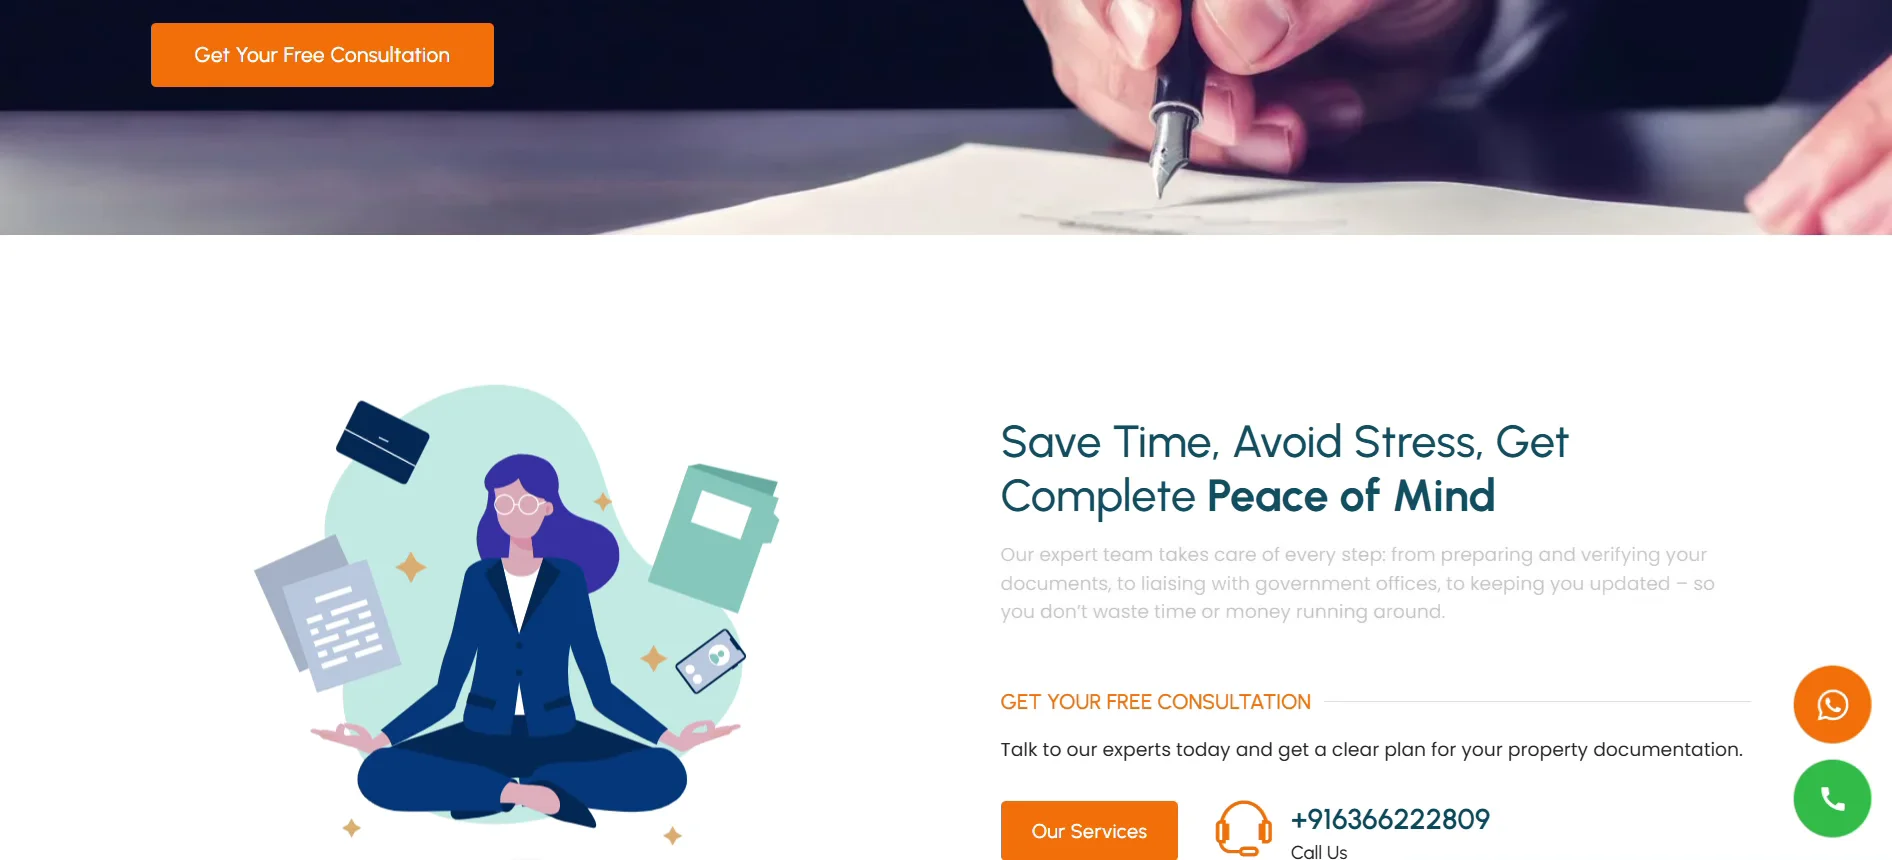 Get Your Free Consultation
Save Time, Avoid Stress, Get
Complete Peace of Mind
Our expert team takes care of every step: from preparing and verifying your
documents, to liaising with government offices, to keeping you updated – so
you don’t waste time or money running around.
GET YOUR FREE CONSULTATION
Talk to our experts today and get a clear plan for your property documentation.
Our Services
+916366222809
Call Us